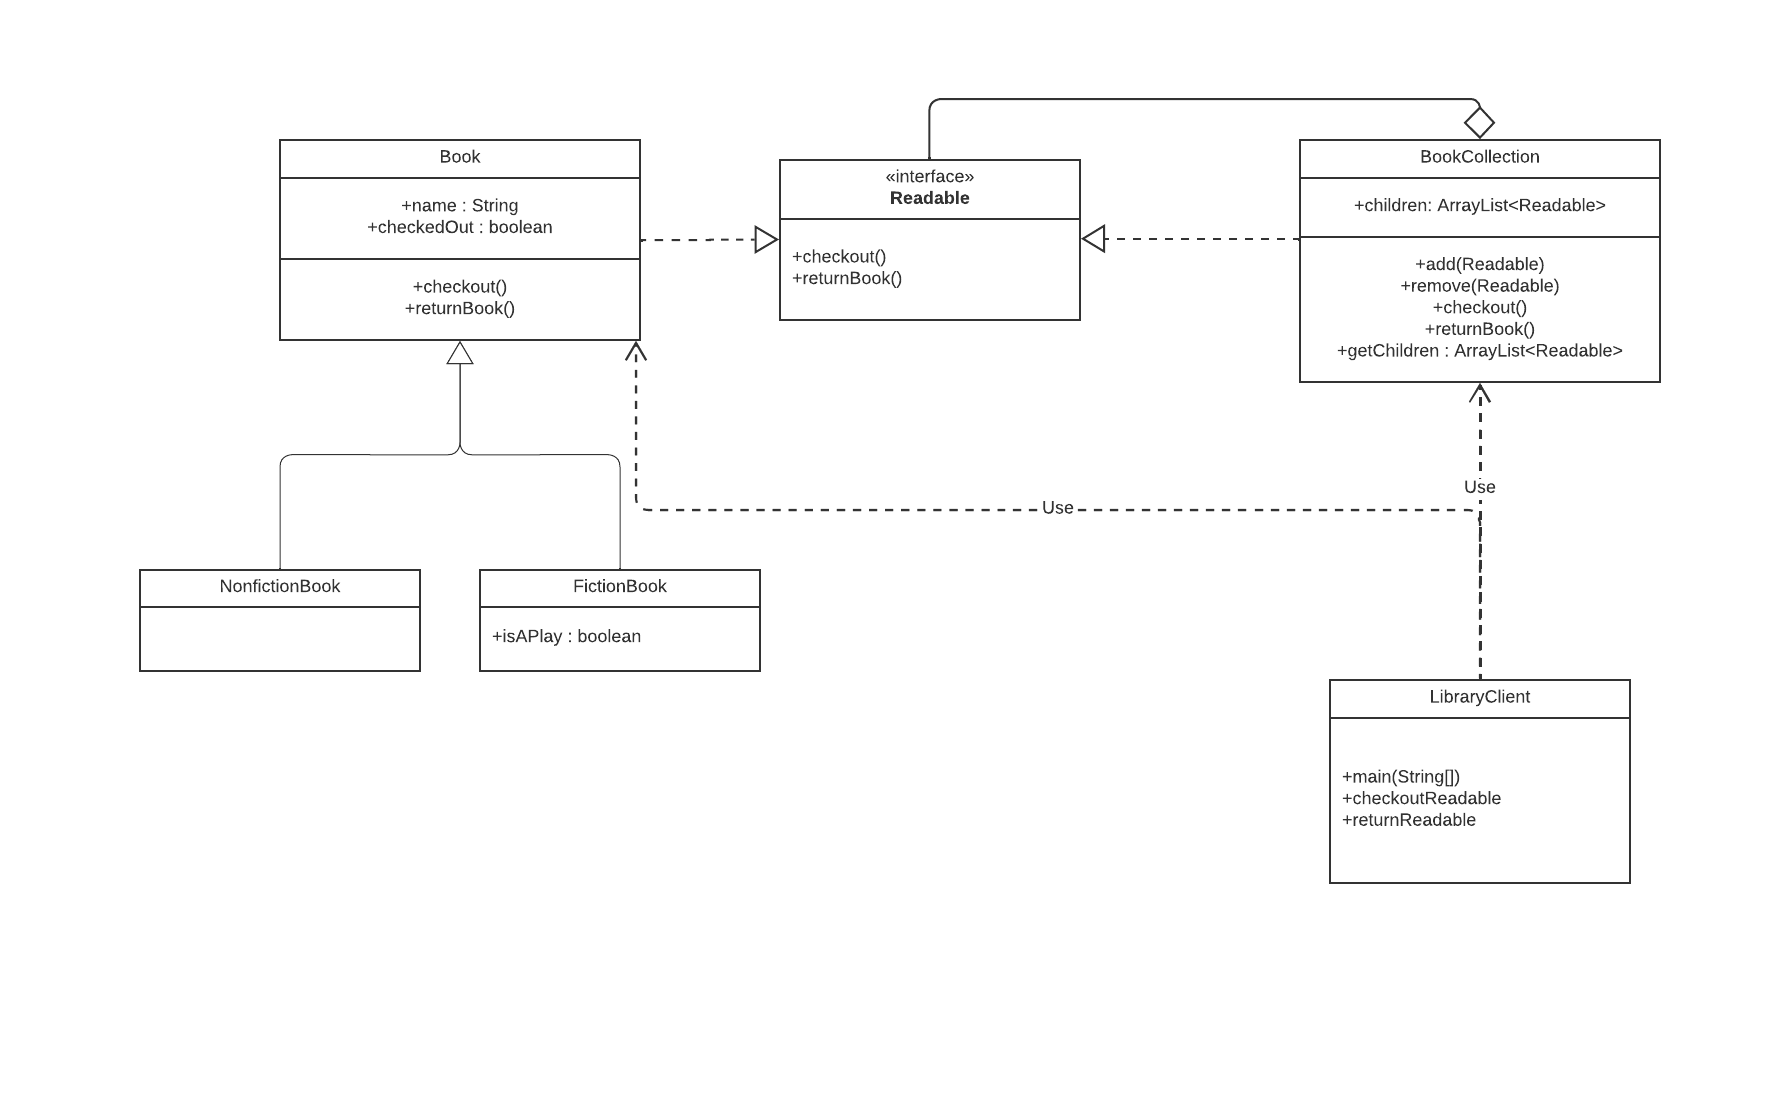 Book
+name : String
+checkedOut : boolean
+checkout()
+returnBook()
«interface»
Readable
+checkout()
+returnBook()
BookCollection
+children: ArrayList<Readable>
+add(Readable)
+remove(Readable)
+checkout()
+returnBook()
+getChildren : ArrayList<Readable>
Use
Use
NonfictionBook
FictionBook
+isAPlay : boolean
LibraryClient
+main(String[])
+checkoutReadable
+returnReadable